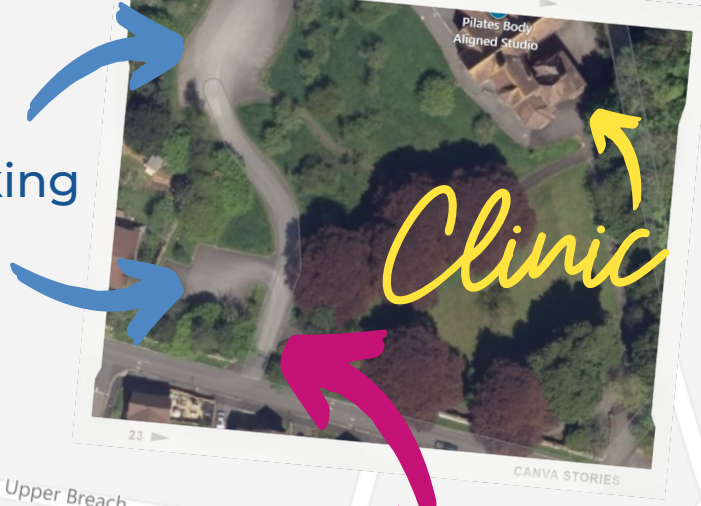 Pilates Body
Aligned Studio
king
Clinic
23
CANVA STORIES
Upper Breach